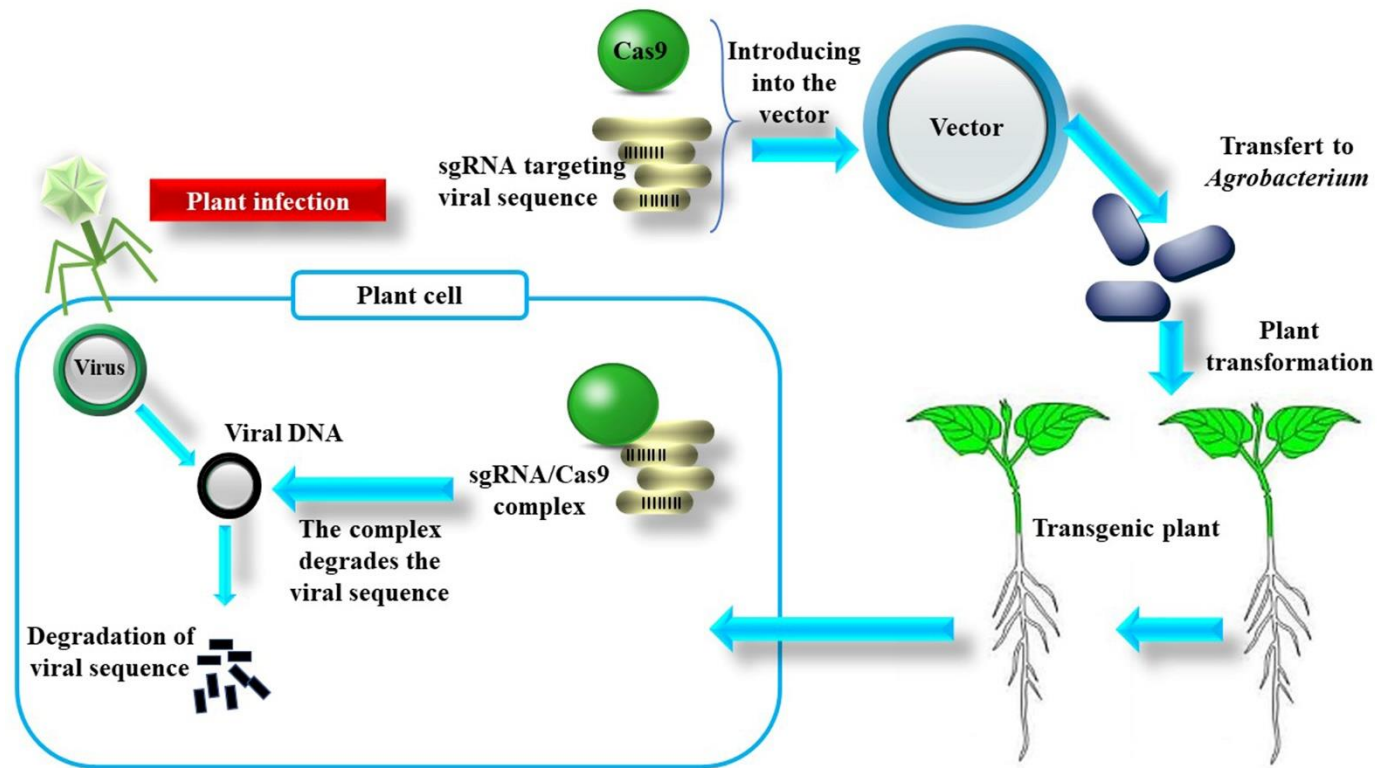 Cas9
Introducing
into the
vector
sgRNA targeting
viral sequence
Vector
Transfert to
Agrobacterium
Plant infection
Plant cell
Plant
transformation
Virus
Viral DNA
sgRNA/Cas9
complex
The complex
degrades the
viral sequence
Transgenic plant
Degradation of
viral sequence